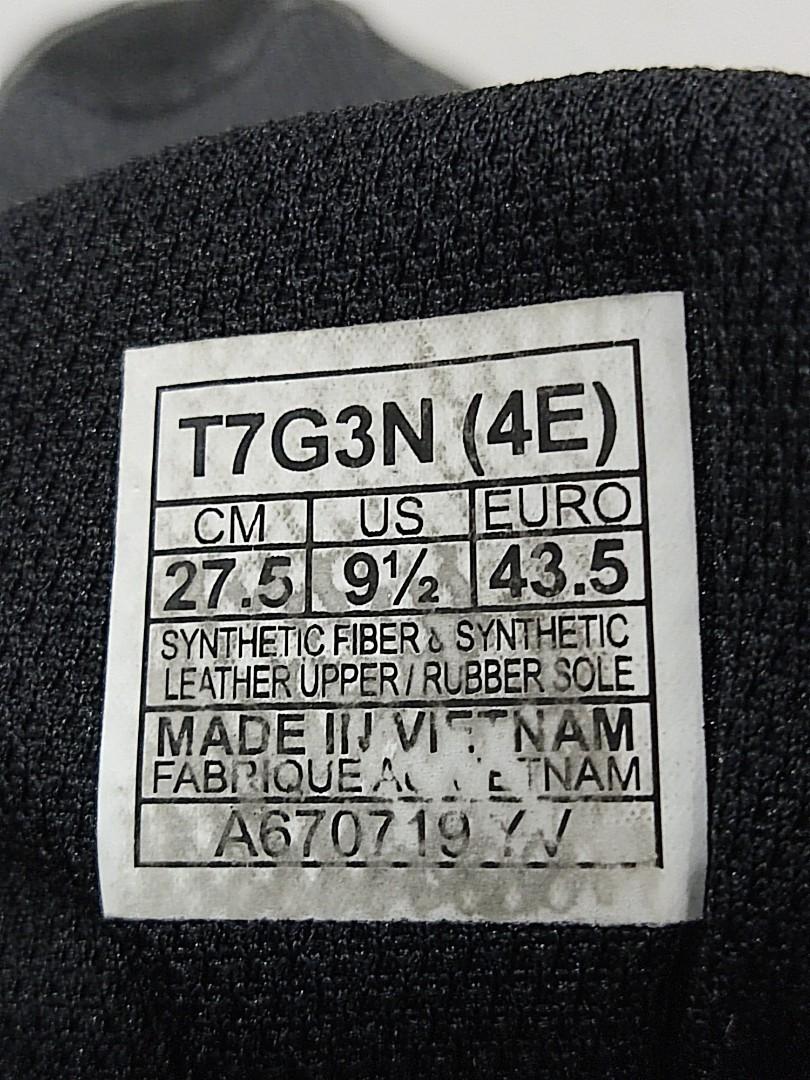 T7G3N (4E)
CM US EURO
27.5 9½ 43.5
SYNTHETIC FIBER & SYNTHETIC
LEATHER UPPER / RUBBER SOLE
MADE IN VIETNAM
FABRIQUE AU VIETNAM
A670719